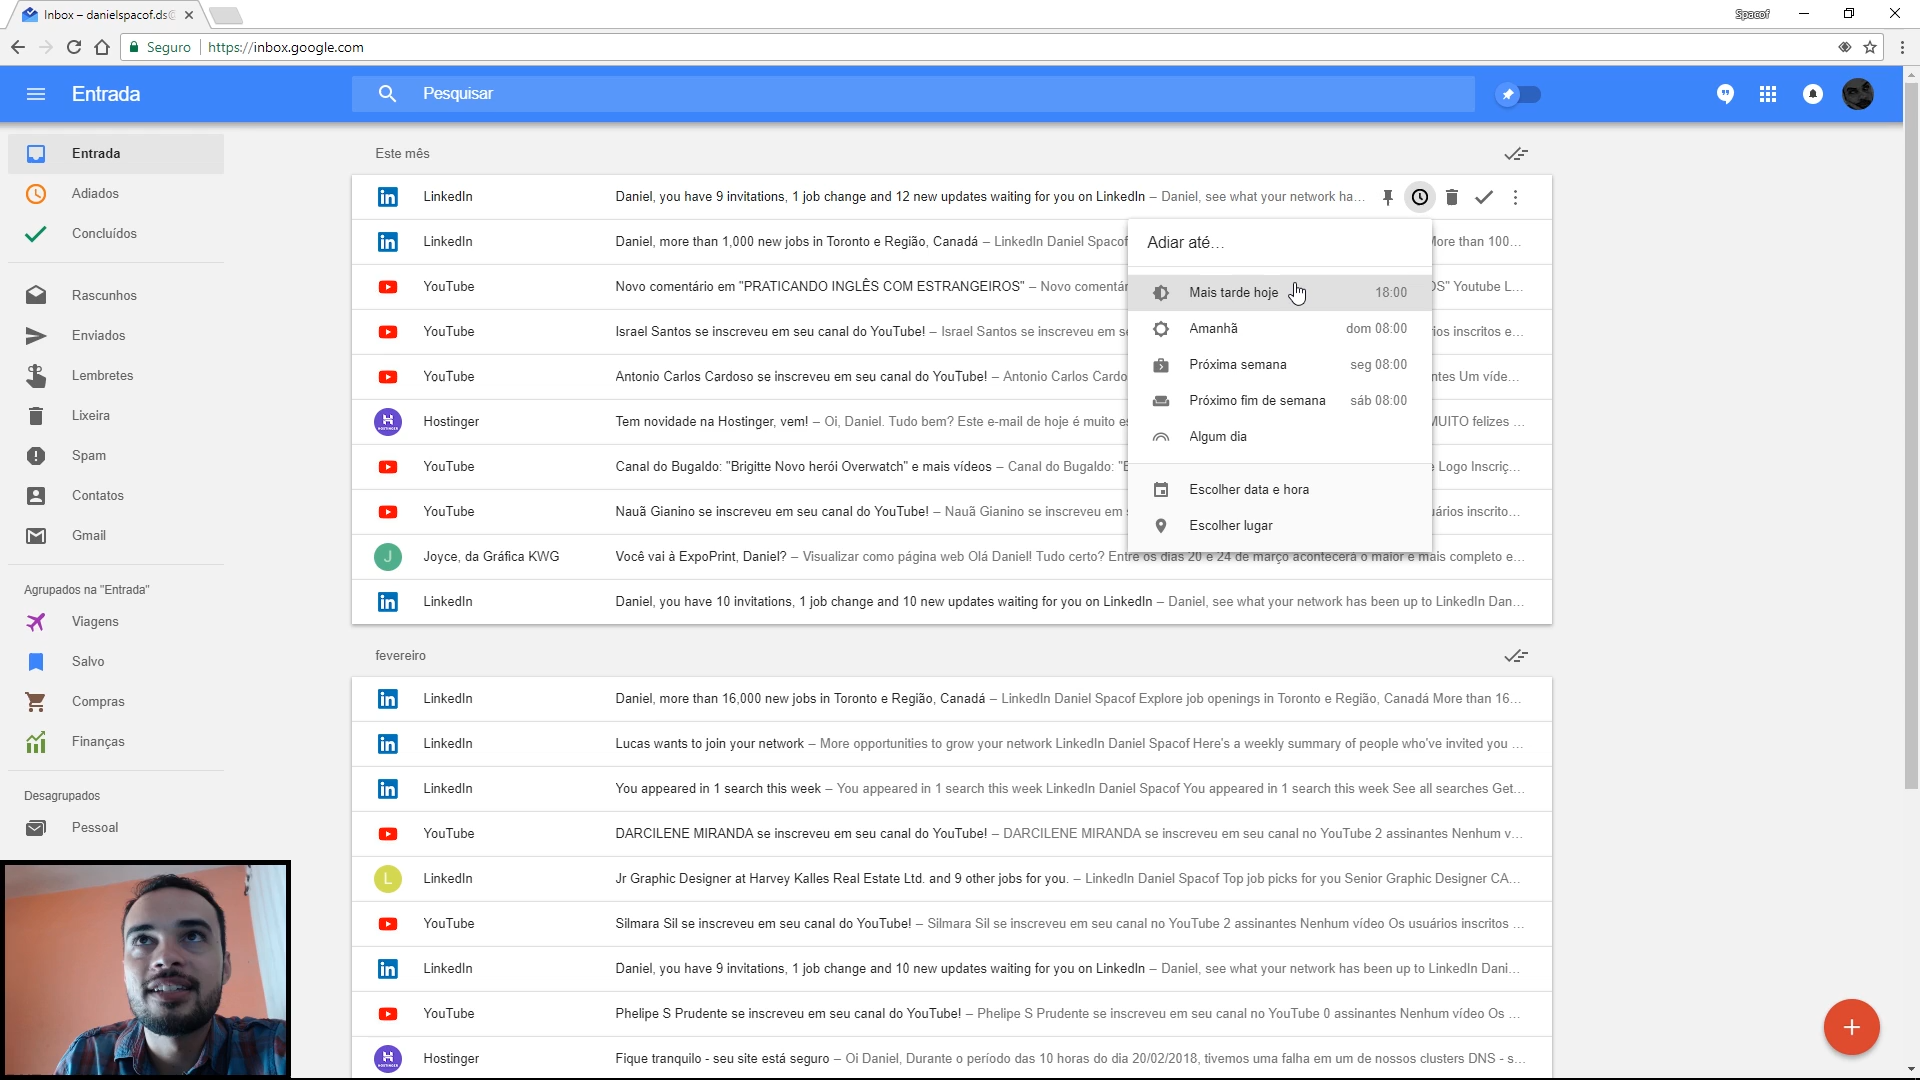 Inbox – danielspacof.ds@
Spacof
Seguro
https://inbox.google.com
Entrada
Pesquisar
Entrada
Adiados
Concluídos
Rascunhos
Enviados
Lembretes
Lixeira
Spam
Contatos
Gmail
Agrupados na "Entrada"
Viagens
Salvo
Compras
Finanças
Desagrupados
Pessoal
Este mês
LinkedIn Daniel, you have 9 invitations, 1 job change and 12 new updates waiting for you on LinkedIn – Daniel, see what your network ha...
LinkedIn Daniel, more than 1,000 new jobs in Toronto e Região, Canadá – LinkedIn Daniel Spacof More than 100...
YouTube Novo comentário em "PRATICANDO INGLÊS COM ESTRANGEIROS" – Novo comentár OS" Youtube L...
YouTube Israel Santos se inscreveu em seu canal do YouTube! – Israel Santos se inscreveu em se ios inscritos e...
YouTube Antonio Carlos Cardoso se inscreveu em seu canal do YouTube! – Antonio Carlos Cardo ntes Um víde...
Hostinger Tem novidade na Hostinger, vem! – Oi, Daniel. Tudo bem? Este e-mail de hoje é muito es MUITO felizes ...
YouTube Canal do Bugaldo: "Brigitte Novo herói Overwatch" e mais vídeos – Canal do Bugaldo: "B Logo Inscriç...
YouTube Nauã Gianino se inscreveu em seu canal do YouTube! – Nauã Gianino se inscreveu em uários inscrito...
J
Joyce, da Gráfica KWG Você vai à ExpoPrint, Daniel? – Visualizar como página web Olá Daniel! Tudo certo? Entre os dias 20 e 24 de março acontecerá o maior e mais completo e...
LinkedIn Daniel, you have 10 invitations, 1 job change and 10 new updates waiting for you on LinkedIn – Daniel, see what your network has been up to LinkedIn Dan...
Adiar até...
Mais tarde hoje 18:00
Amanhã dom 08:00
Próxima semana seg 08:00
Próximo fim de semana sáb 08:00
Algum dia
Escolher data e hora
Escolher lugar
fevereiro
LinkedIn Daniel, more than 16,000 new jobs in Toronto e Região, Canadá – LinkedIn Daniel Spacof Explore job openings in Toronto e Região, Canadá More than 16...
LinkedIn Lucas wants to join your network – More opportunities to grow your network LinkedIn Daniel Spacof Here's a weekly summary of people who've invited you ...
LinkedIn You appeared in 1 search this week – You appeared in 1 search this week LinkedIn Daniel Spacof You appeared in 1 search this week See all searches Get...
YouTube DARCILENE MIRANDA se inscreveu em seu canal do YouTube! – DARCILENE MIRANDA se inscreveu em seu canal no YouTube 2 assinantes Nenhum v...
L
LinkedIn Jr Graphic Designer at Harvey Kalles Real Estate Ltd. and 9 other jobs for you. – LinkedIn Daniel Spacof Top job picks for you Senior Graphic Designer CA...
YouTube Silmara Sil se inscreveu em seu canal do YouTube! – Silmara Sil se inscreveu em seu canal no YouTube 2 assinantes Nenhum vídeo Os usuários inscritos ...
LinkedIn Daniel, you have 9 invitations, 1 job change and 10 new updates waiting for you on LinkedIn – Daniel, see what your network has been up to LinkedIn Dani...
YouTube Phelipe S Prudente se inscreveu em seu canal do YouTube! – Phelipe S Prudente se inscreveu em seu canal no YouTube 0 assinantes Nenhum vídeo Os ...
Hostinger Fique tranquilo - seu site está seguro – Oi Daniel, Durante o período das 10 horas do dia 20/02/2018, tivemos uma falha em um de nossos clusters DNS - s...